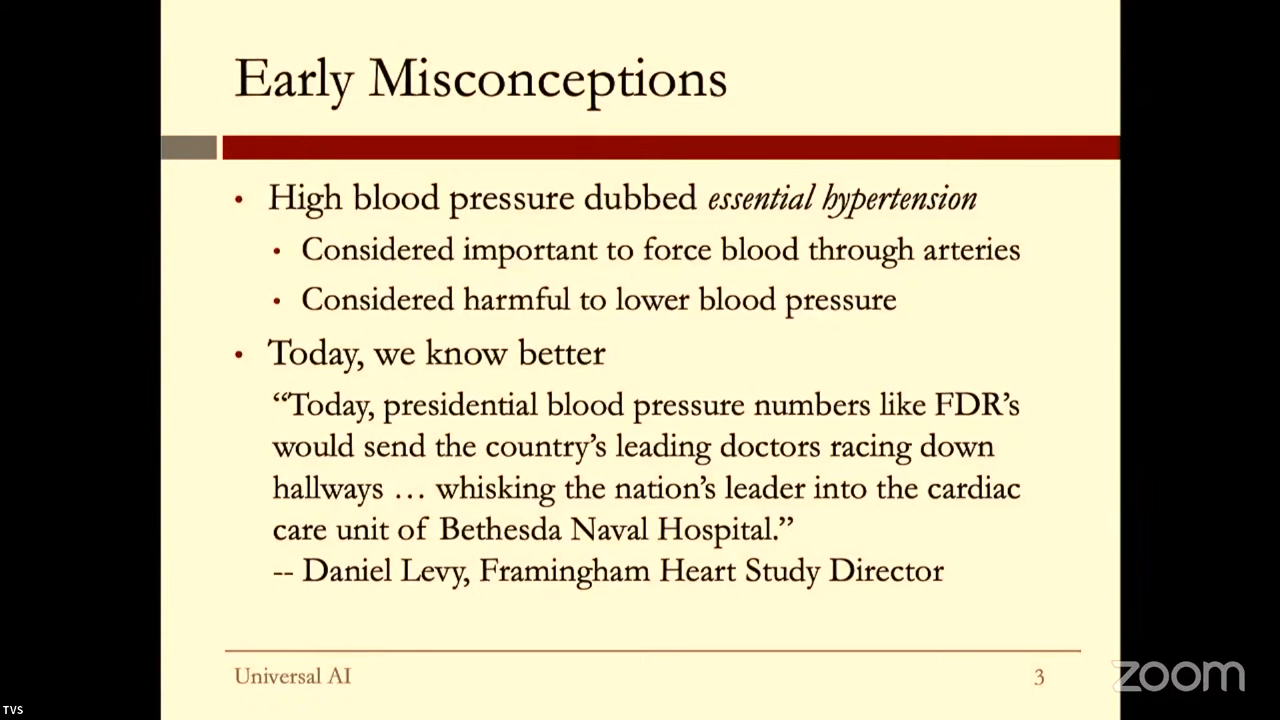 Early Misconceptions
• High blood pressure dubbed essential hypertension
• Considered important to force blood through arteries
• Considered harmful to lower blood pressure
• Today, we know better
“Today, presidential blood pressure numbers like FDR’s
would send the country’s leading doctors racing down
hallways … whisking the nation’s leader into the cardiac
care unit of Bethesda Naval Hospital.”
-- Daniel Levy, Framingham Heart Study Director
Universal AI
3
zoom
TVS